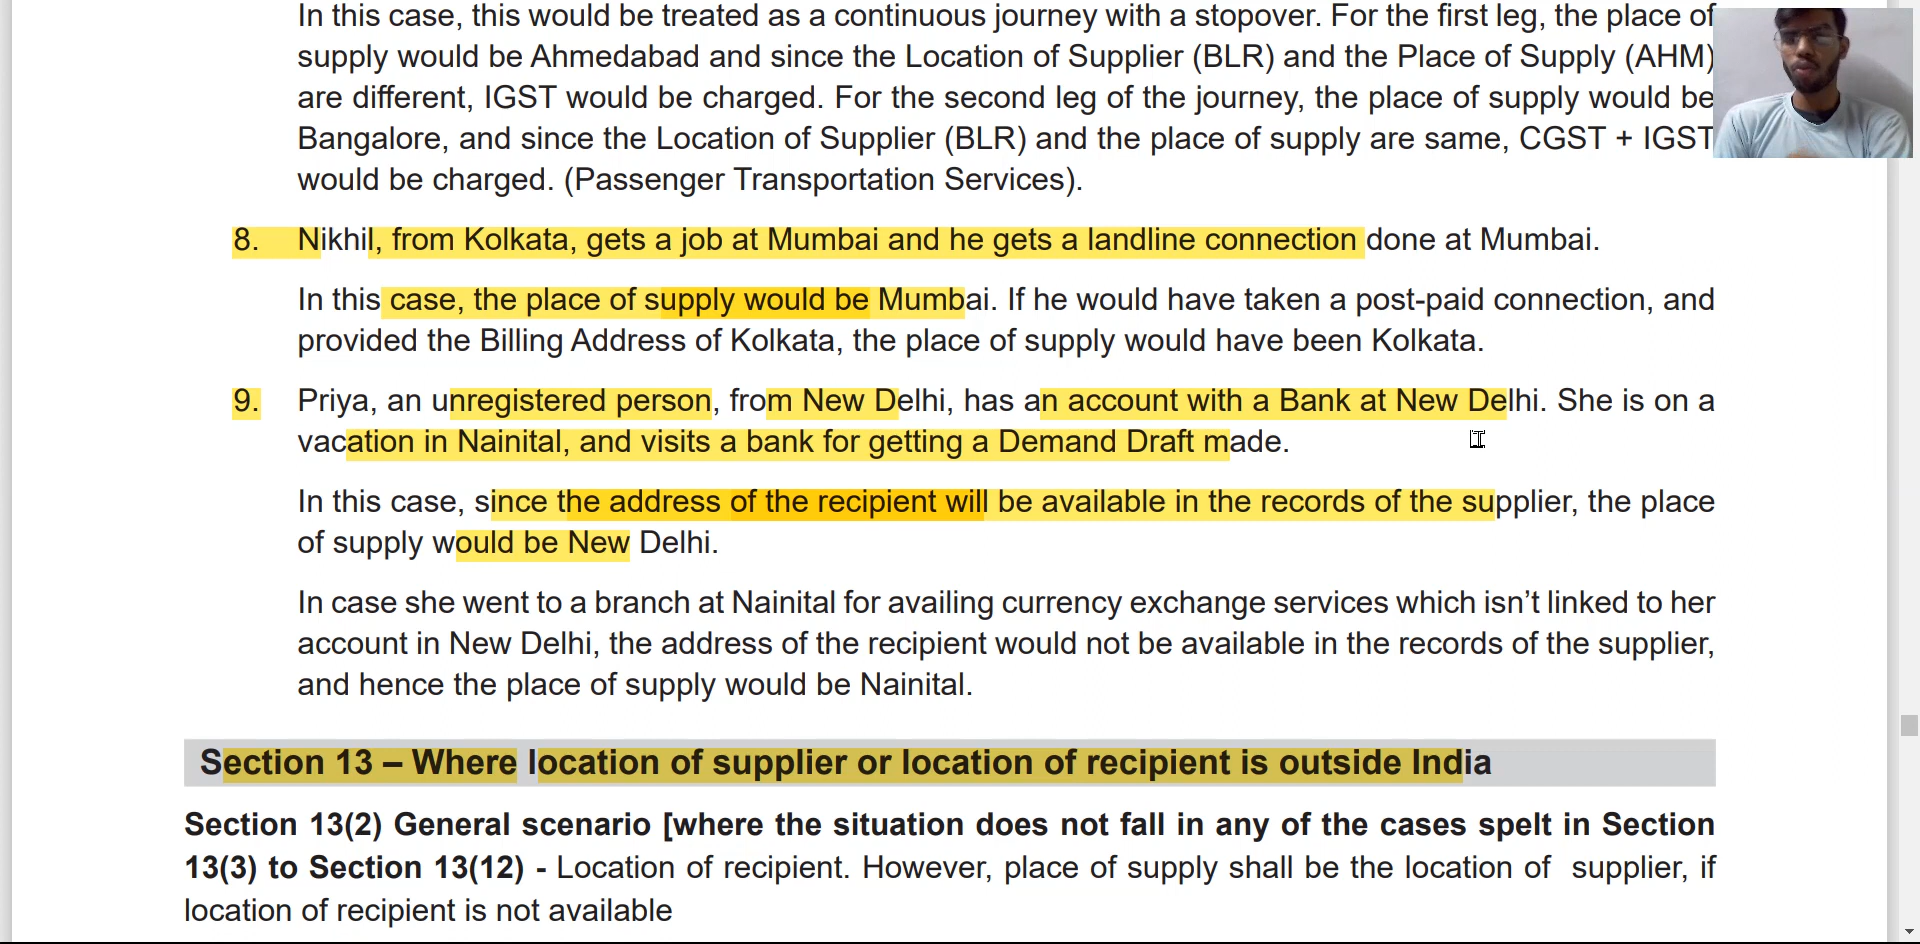 In this case, this would be treated as a continuous journey with a stopover. For the first leg, the place of
supply would be Ahmedabad and since the Location of Supplier (BLR) and the Place of Supply (AHM)
are different, IGST would be charged. For the second leg of the journey, the place of supply would be
Bangalore, and since the Location of Supplier (BLR) and the place of supply are same, CGST + IGST
would be charged. (Passenger Transportation Services).
8. Nikhil, from Kolkata, gets a job at Mumbai and he gets a landline connection done at Mumbai.
In this case, the place of supply would be Mumbai. If he would have taken a post-paid connection, and
provided the Billing Address of Kolkata, the place of supply would have been Kolkata.
9. Priya, an unregistered person, from New Delhi, has an account with a Bank at New Delhi. She is on a
vacation in Nainital, and visits a bank for getting a Demand Draft made.
In this case, since the address of the recipient will be available in the records of the supplier, the place
of supply would be New Delhi.
In case she went to a branch at Nainital for availing currency exchange services which isn’t linked to her
account in New Delhi, the address of the recipient would not be available in the records of the supplier,
and hence the place of supply would be Nainital.
Section 13 – Where location of supplier or location of recipient is outside India
Section 13(2) General scenario [where the situation does not fall in any of the cases spelt in Section
13(3) to Section 13(12) - Location of recipient. However, place of supply shall be the location of supplier, if
location of recipient is not available